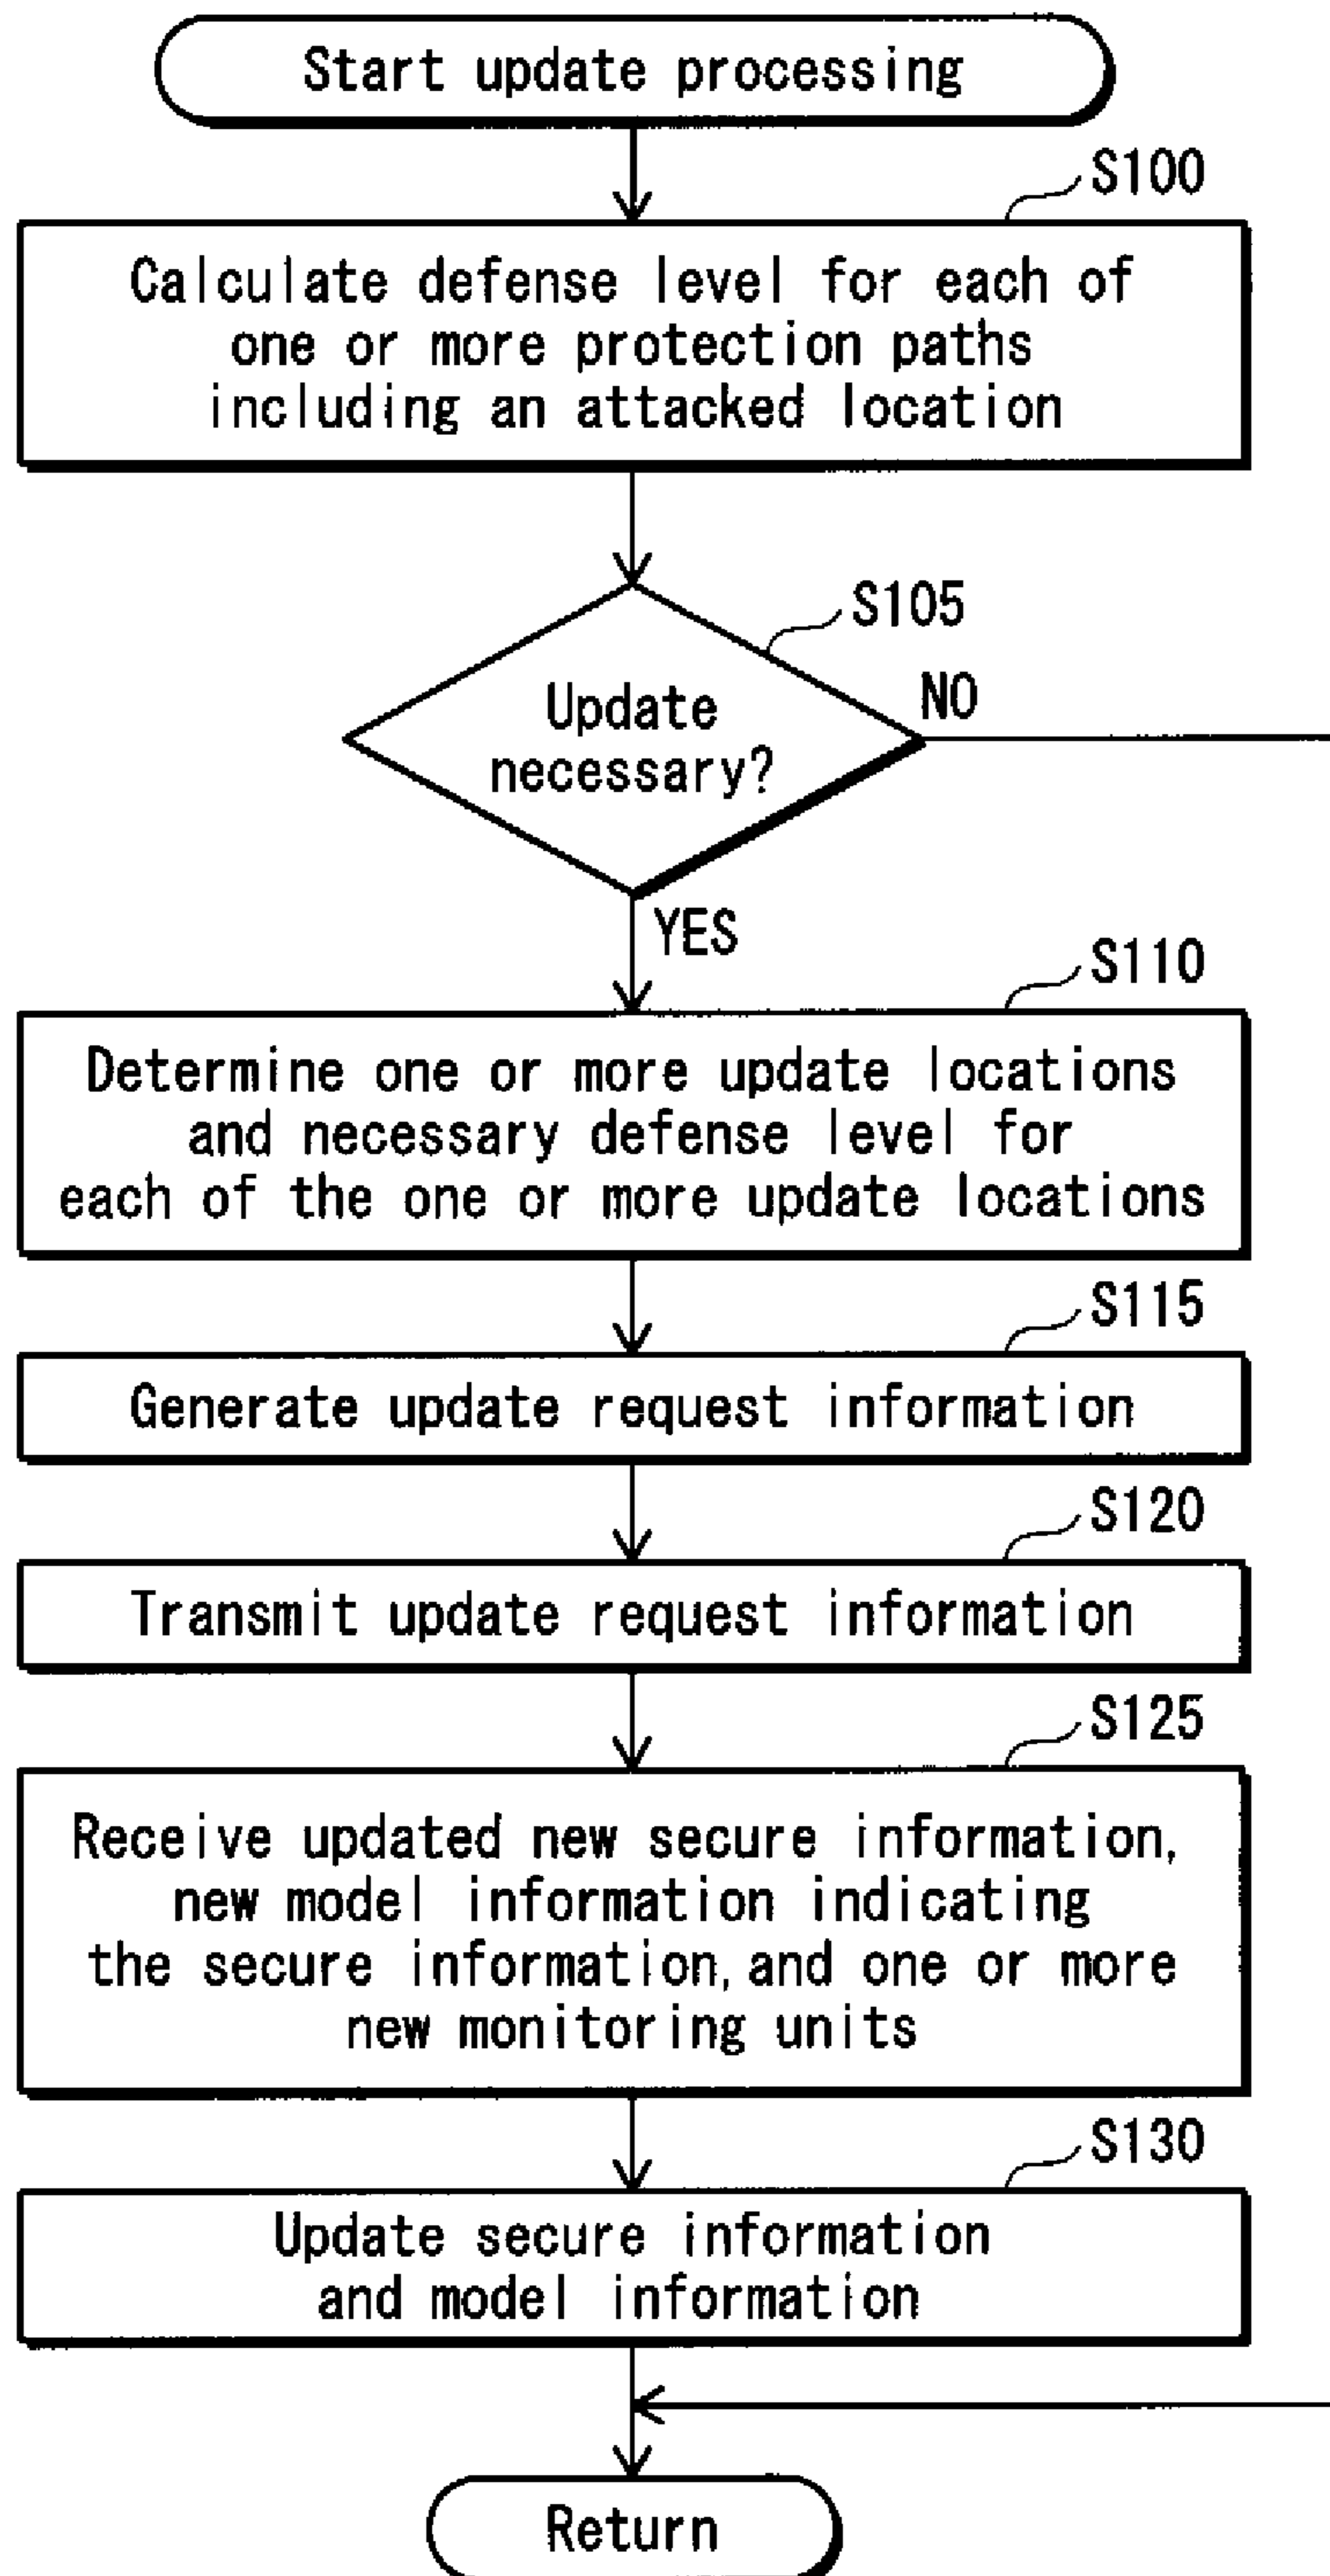 Start update processing
S100
Calculate defense level for each of
one or more protection paths
including an attacked location
S105
Update
necessary?
NO
YES
S110
Determine one or more update locations
and necessary defense level for
each of the one or more update locations
S115
Generate update request information
S120
Transmit update request information
S125
Receive updated new secure information,
new model information indicating
the secure information, and one or more
new monitoring units
S130
Update secure information
and model information
Return